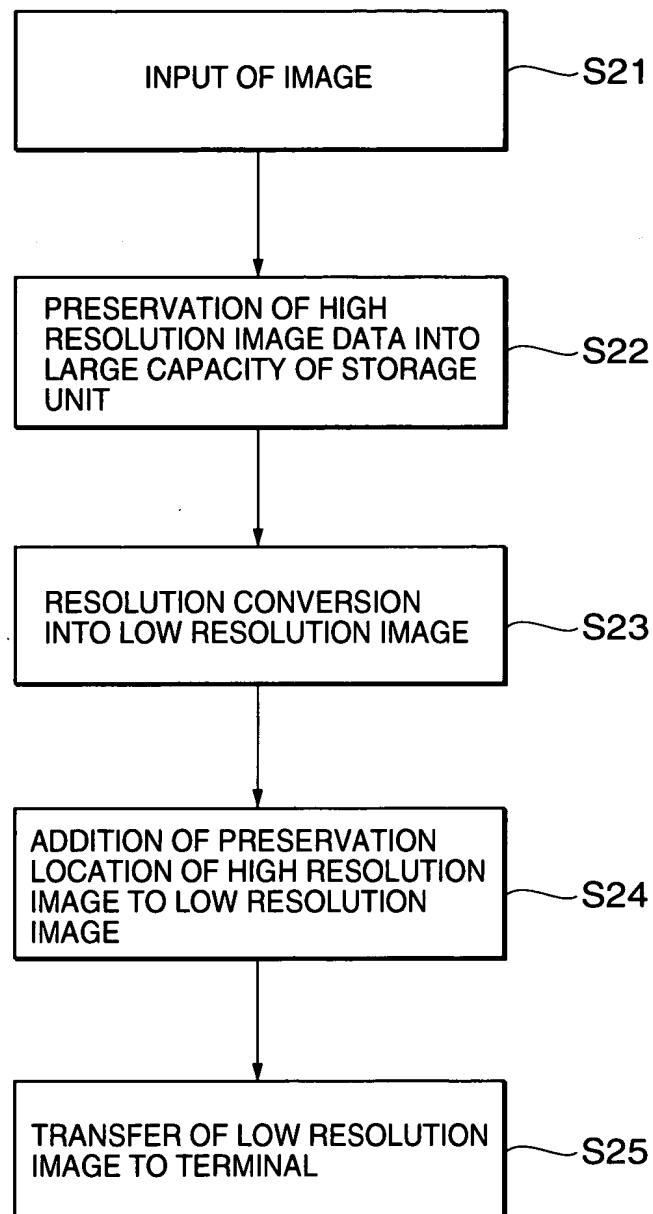 INPUT OF IMAGE
S21
PRESERVATION OF HIGH
RESOLUTION IMAGE DATA INTO
LARGE CAPACITY OF STORAGE
UNIT
S22
RESOLUTION CONVERSION
INTO LOW RESOLUTION IMAGE
S23
ADDITION OF PRESERVATION
LOCATION OF HIGH RESOLUTION
IMAGE TO LOW RESOLUTION
IMAGE
S24
TRANSFER OF LOW RESOLUTION
IMAGE TO TERMINAL
S25